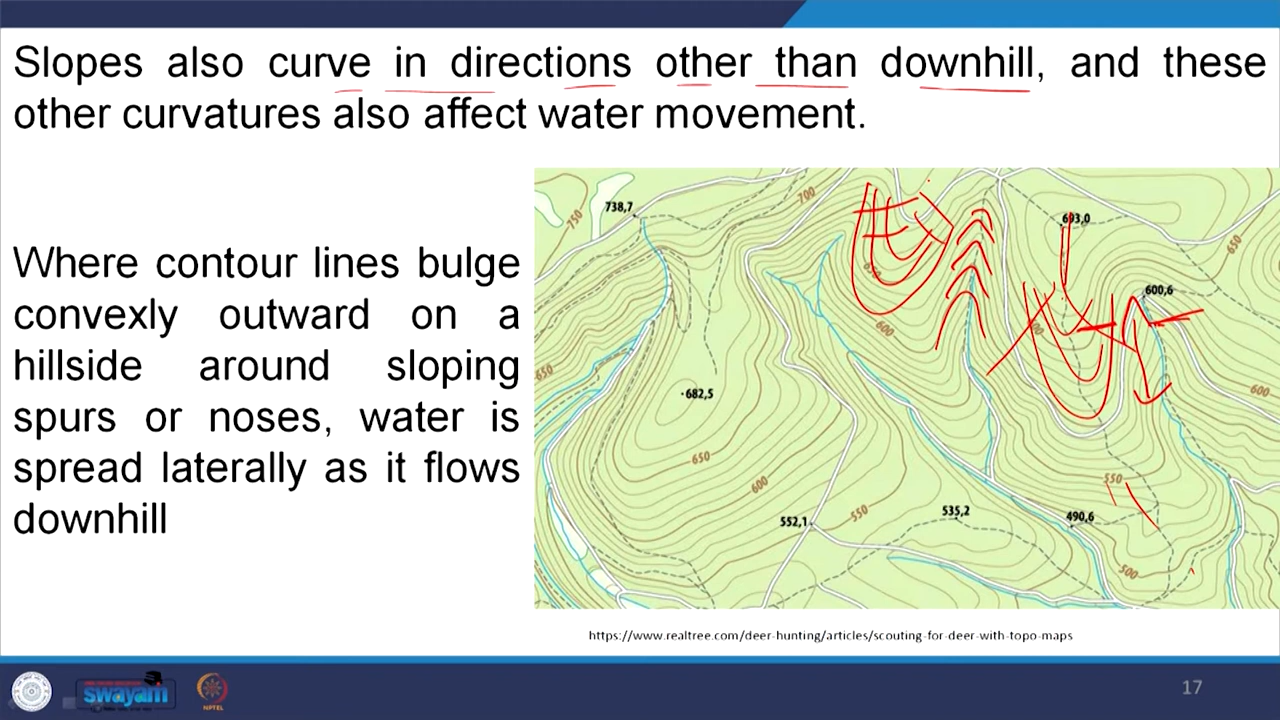 Slopes also curve in directions other than downhill, and these
other curvatures also affect water movement.
Where contour lines bulge
convexly outward on a
hillside around sloping
spurs or noses, water is
spread laterally as it flows
downhill
738,7
700
750
693,0
650
650
600,6
600
650
682,5
600
650
600
550
552,1
550
535,2
490,6
500
https://www.realtree.com/deer-hunting/articles/scouting-for-deer-with-topo-maps
swayam
NPTEL
17